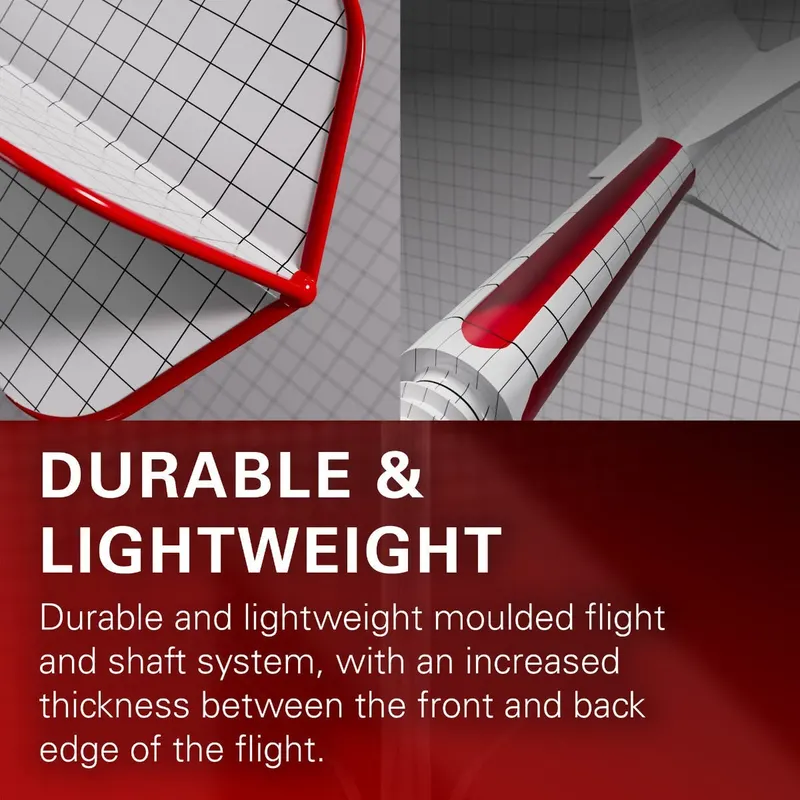 DURABLE &
LIGHTWEIGHT
Durable and lightweight moulded flight
and shaft system, with an increased
thickness between the front and back
edge of the flight.